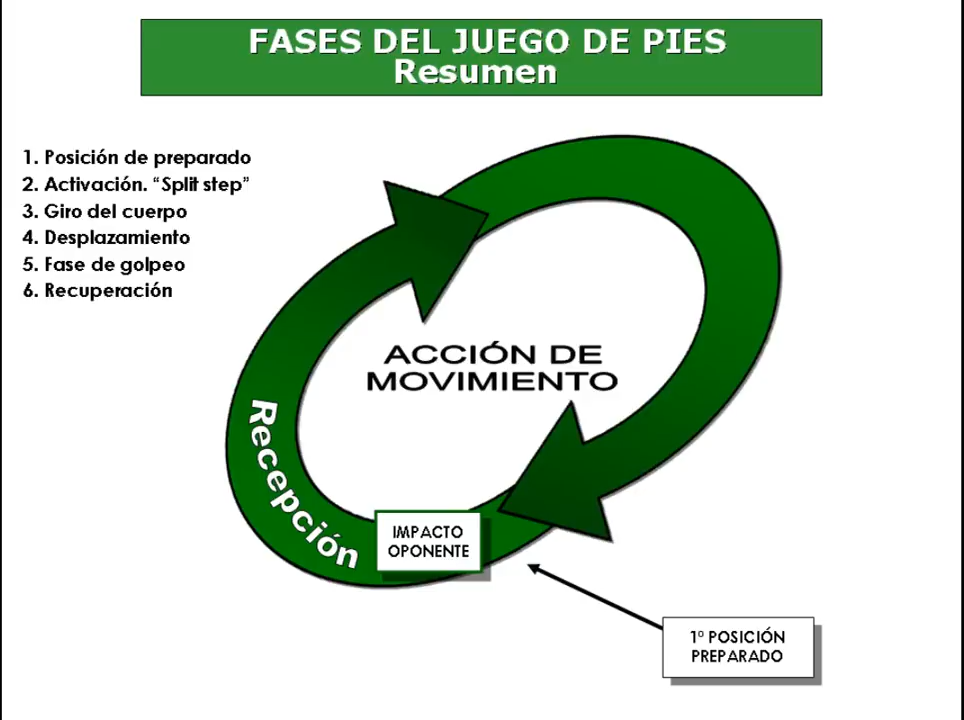 FASES DEL JUEGO DE PIES
Resumen
1. Posición de preparado
2. Activación. “Split step”
3. Giro del cuerpo
4. Desplazamiento
5. Fase de golpeo
6. Recuperación
ACCIÓN DE
MOVIMIENTO
Recepción
IMPACTO
OPONENTE
1º POSICIÓN
PREPARADO